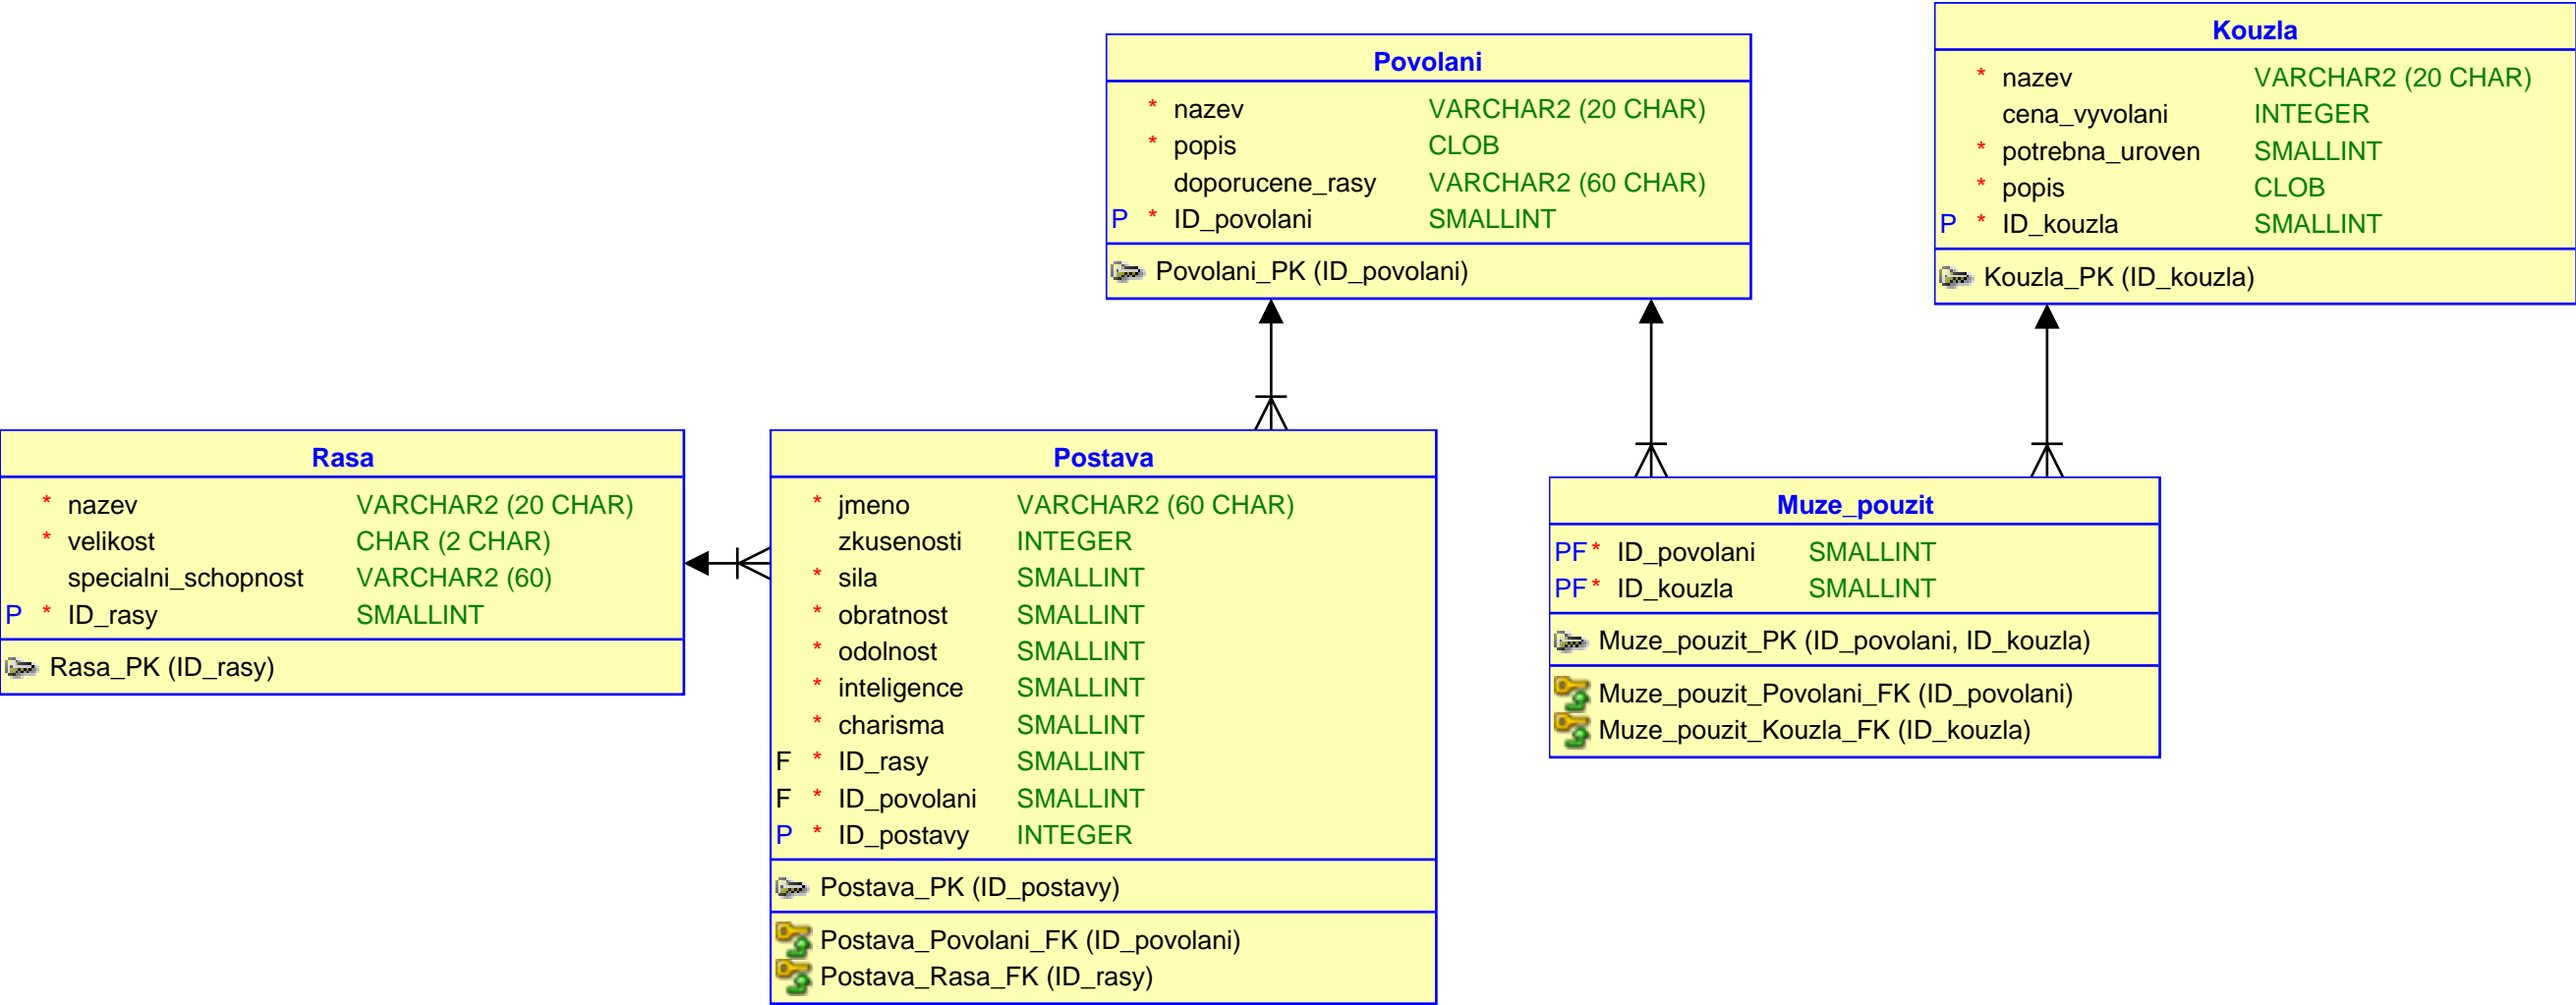 Povolani
* nazev VARCHAR2 (20 CHAR)
* popis CLOB
doporucene_rasy VARCHAR2 (60 CHAR)
P * ID_povolani SMALLINT
Povolani_PK (ID_povolani)
Kouzla
* nazev VARCHAR2 (20 CHAR)
cena_vyvolani INTEGER
* potrebna_uroven SMALLINT
* popis CLOB
P * ID_kouzla SMALLINT
Kouzla_PK (ID_kouzla)
Rasa
* nazev VARCHAR2 (20 CHAR)
* velikost CHAR (2 CHAR)
specialni_schopnost VARCHAR2 (60)
P * ID_rasy SMALLINT
Rasa_PK (ID_rasy)
Postava
* jmeno VARCHAR2 (60 CHAR)
zkusenosti INTEGER
* sila SMALLINT
* obratnost SMALLINT
* odolnost SMALLINT
* inteligence SMALLINT
* charisma SMALLINT
F * ID_rasy SMALLINT
F * ID_povolani SMALLINT
P * ID_postavy INTEGER
Postava_PK (ID_postavy)
Postava_Povolani_FK (ID_povolani)
Postava_Rasa_FK (ID_rasy)
Muze_pouzit
PF * ID_povolani SMALLINT
PF * ID_kouzla SMALLINT
Muze_pouzit_PK (ID_povolani, ID_kouzla)
Muze_pouzit_Povolani_FK (ID_povolani)
Muze_pouzit_Kouzla_FK (ID_kouzla)